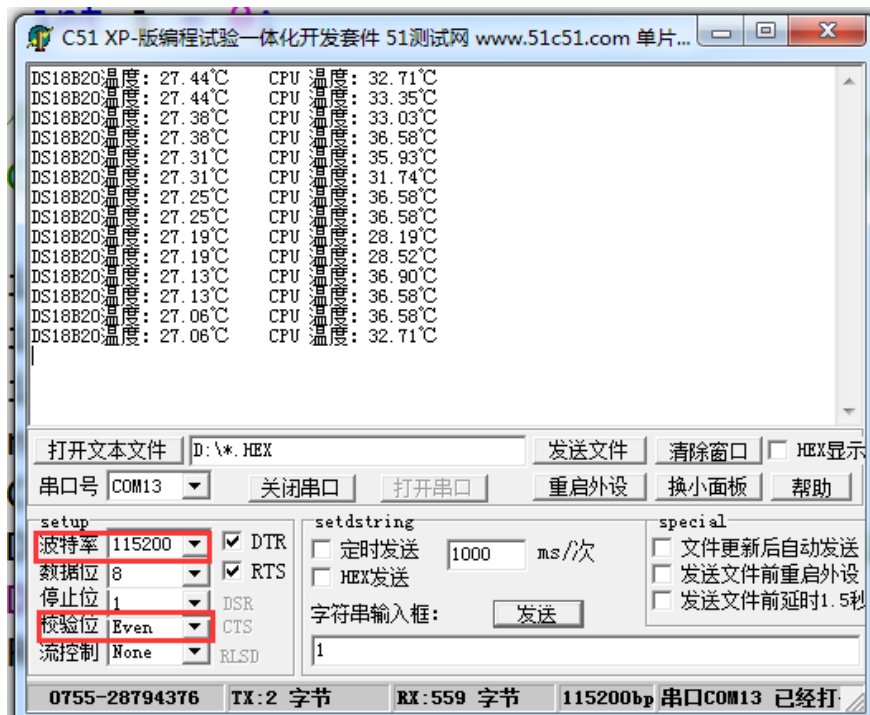 C51 XP-版编程试验一体化开发套件 51测试网 www.51c51.com 单片...
DS18B20温度: 27.44℃ CPU 温度: 32.71℃
DS18B20温度: 27.44℃ CPU 温度: 33.35℃
DS18B20温度: 27.38℃ CPU 温度: 33.03℃
DS18B20温度: 27.38℃ CPU 温度: 36.58℃
DS18B20温度: 27.31℃ CPU 温度: 35.93℃
DS18B20温度: 27.31℃ CPU 温度: 31.74℃
DS18B20温度: 27.25℃ CPU 温度: 36.58℃
DS18B20温度: 27.25℃ CPU 温度: 36.58℃
DS18B20温度: 27.19℃ CPU 温度: 28.19℃
DS18B20温度: 27.19℃ CPU 温度: 28.52℃
DS18B20温度: 27.13℃ CPU 温度: 36.90℃
DS18B20温度: 27.13℃ CPU 温度: 36.58℃
DS18B20温度: 27.06℃ CPU 温度: 36.58℃
DS18B20温度: 27.06℃ CPU 温度: 32.71℃
打开文本文件 D:\*.HEX 发送文件 清除窗口 HEX显示
串口号 COM13 关闭串口 打开串口 重启外设 换小面板 帮助
setup setdstring special
波特率 115200 DTR 定时发送 1000 ms/次 文件更新后自动发送
数据位 8 RTS HEX发送 发送文件前重启外设
停止位 1 DSR 字符串输入框: 发送 发送文件前延时1.5秒
校验位 Even CTS
流控制 None RLSD 1
0755-28794376 TX:2 字节 RX:559 字节 115200bp 串口COM13 已经打